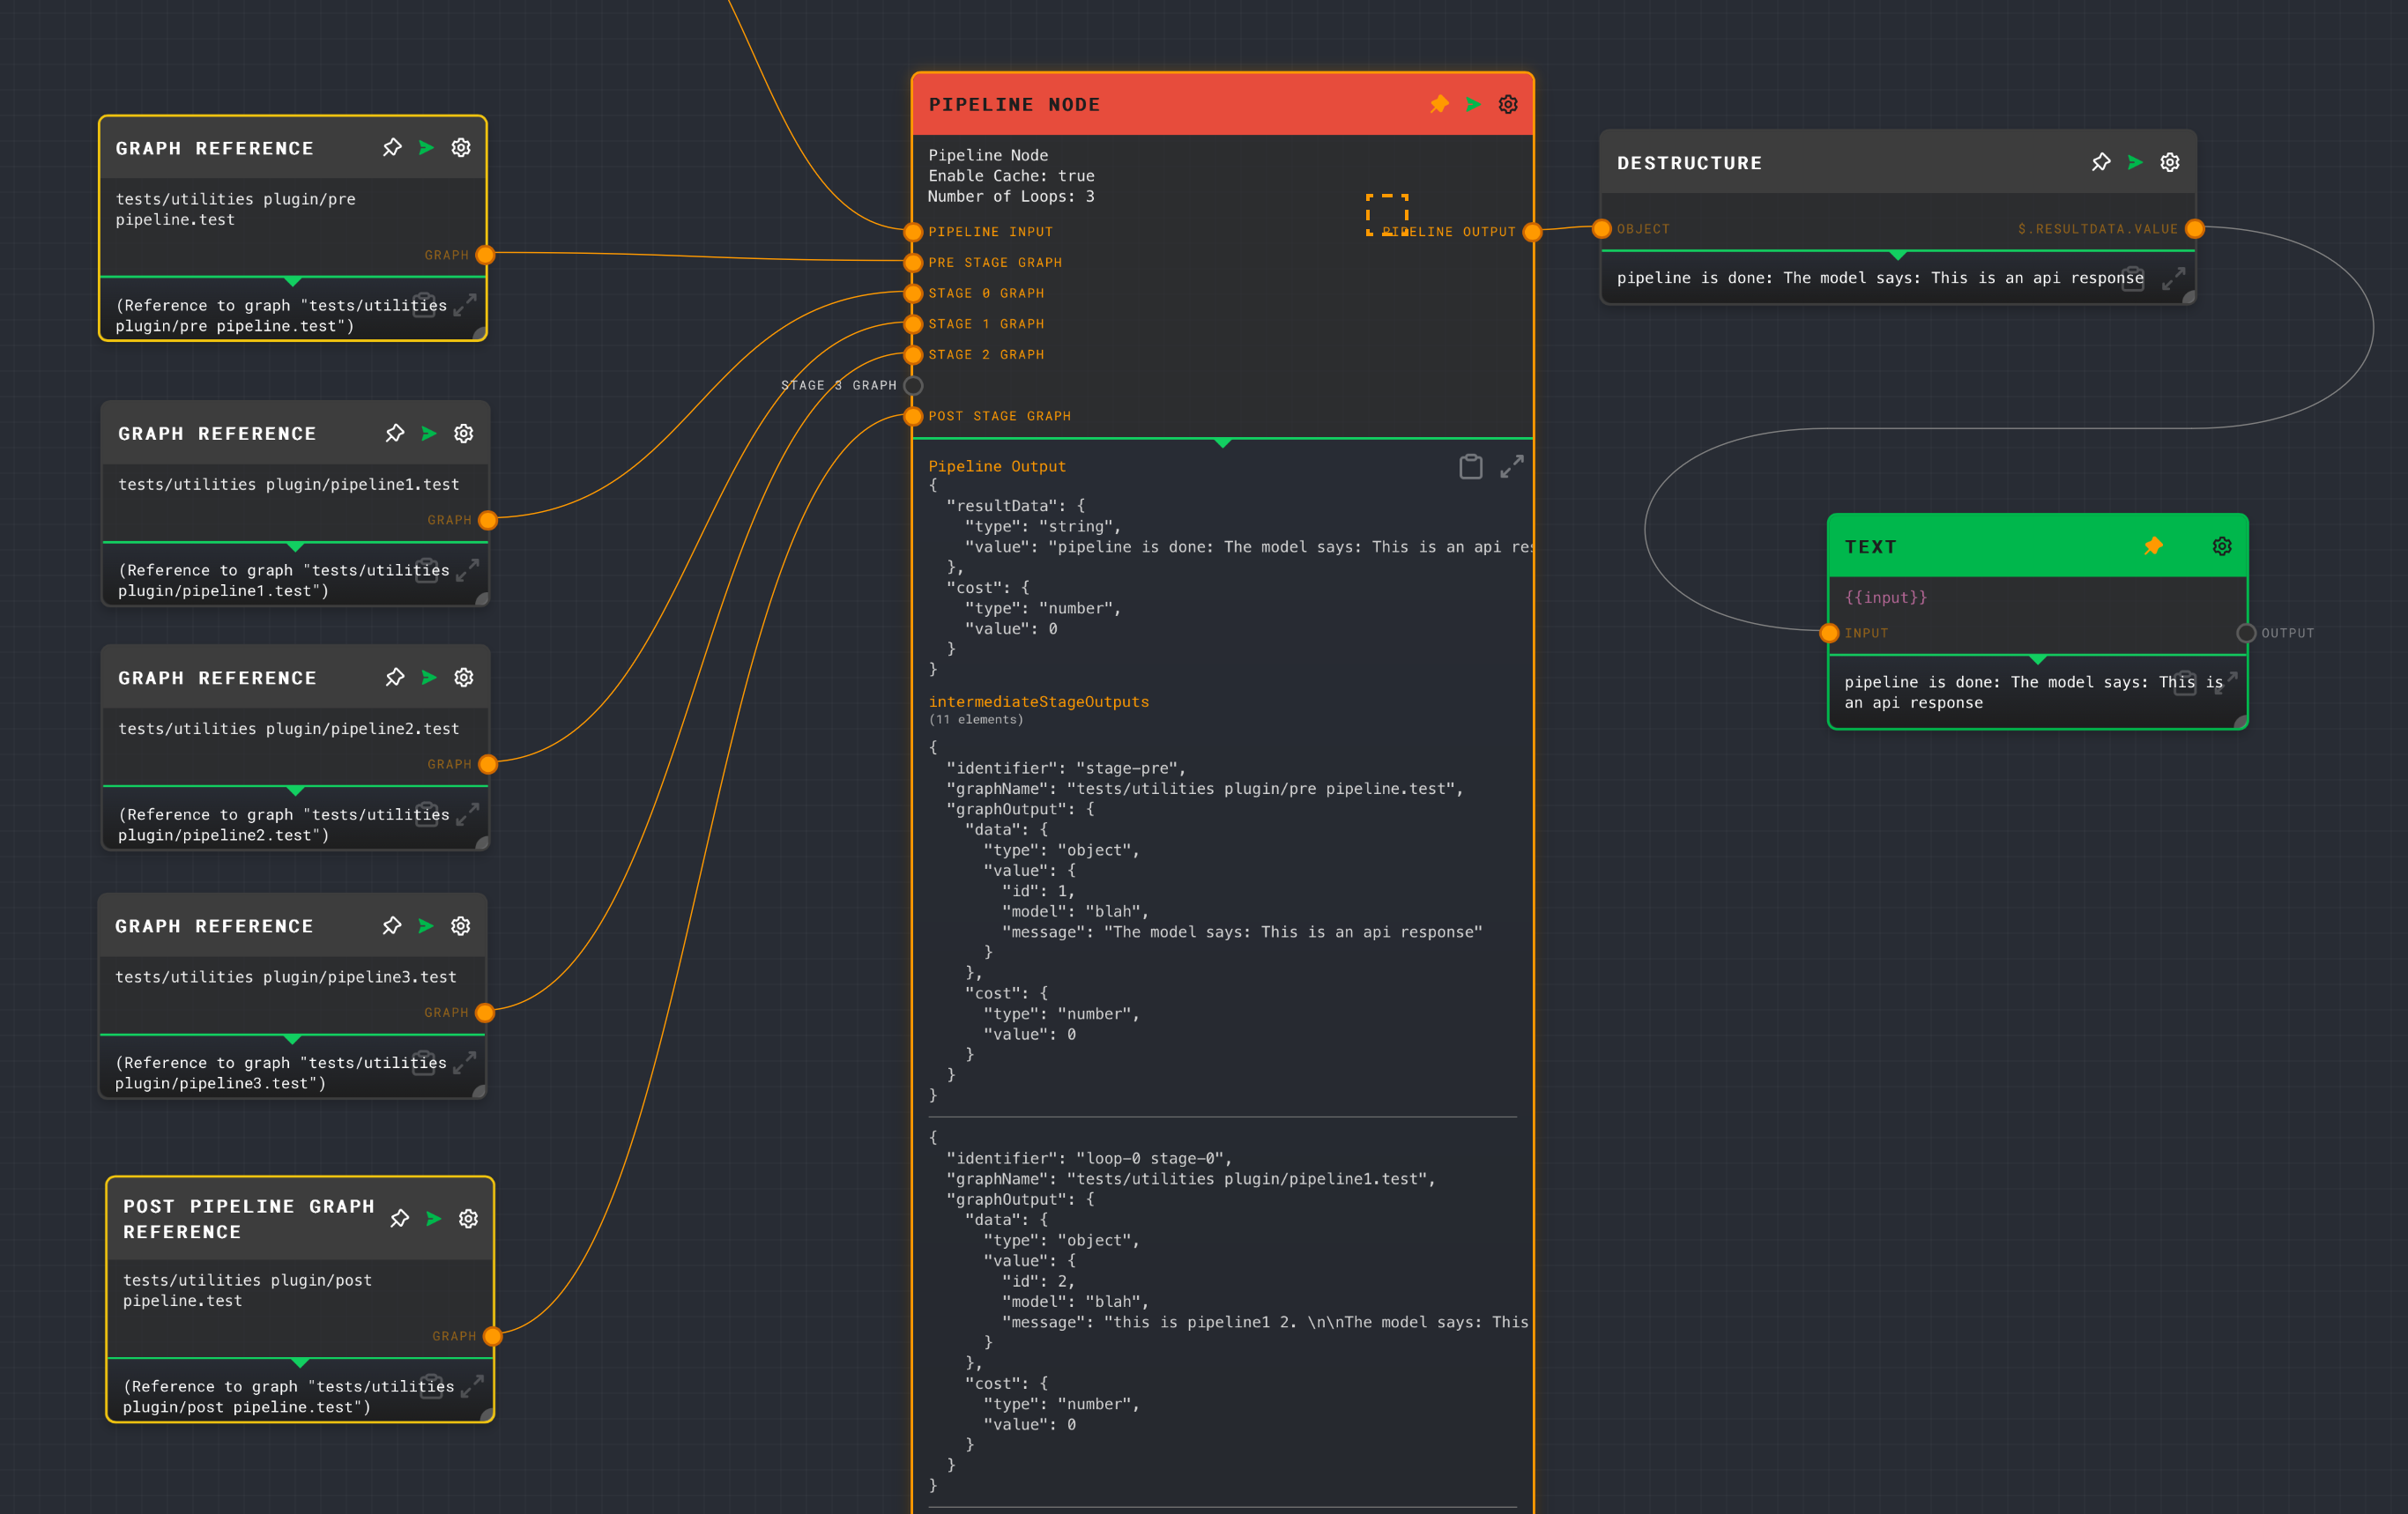 GRAPH REFERENCE
tests/utilities plugin/pre
pipeline.test
GRAPH
(Reference to graph "tests/utilities
plugin/pre pipeline.test")
GRAPH REFERENCE
tests/utilities plugin/pipeline1.test
GRAPH
(Reference to graph "tests/utilities
plugin/pipeline1.test")
GRAPH REFERENCE
tests/utilities plugin/pipeline2.test
GRAPH
(Reference to graph "tests/utilities
plugin/pipeline2.test")
GRAPH REFERENCE
tests/utilities plugin/pipeline3.test
GRAPH
(Reference to graph "tests/utilities
plugin/pipeline3.test")
POST PIPELINE GRAPH
REFERENCE
tests/utilities plugin/post
pipeline.test
GRAPH
(Reference to graph "tests/utilities
plugin/post pipeline.test")
PIPELINE NODE
Pipeline Node
Enable Cache: true
Number of Loops: 3
PIPELINE INPUT
PIPELINE OUTPUT
PRE STAGE GRAPH
STAGE 0 GRAPH
STAGE 1 GRAPH
STAGE 2 GRAPH
STAGE 3 GRAPH
POST STAGE GRAPH
Pipeline Output
{
"resultData": {
"type": "string",
"value": "pipeline is done: The model says: This is an api res
},
"cost": {
"type": "number",
"value": 0
}
}
intermediateStageOutputs
(11 elements)
{
"identifier": "stage-pre",
"graphName": "tests/utilities plugin/pre pipeline.test",
"graphOutput": {
"data": {
"type": "object",
"value": {
"id": 1,
"model": "blah",
"message": "The model says: This is an api response"
}
},
"cost": {
"type": "number",
"value": 0
}
}
}
{
"identifier": "loop-0 stage-0",
"graphName": "tests/utilities plugin/pipeline1.test",
"graphOutput": {
"data": {
"type": "object",
"value": {
"id": 2,
"model": "blah",
"message": "this is pipeline1 2. \n\nThe model says: This
}
},
"cost": {
"type": "number",
"value": 0
}
}
}
DESTRUCTURE
OBJECT
$.RESULTDATA.VALUE
pipeline is done: The model says: This is an api response
TEXT
{{input}}
INPUT
OUTPUT
pipeline is done: The model says: This is
an api response